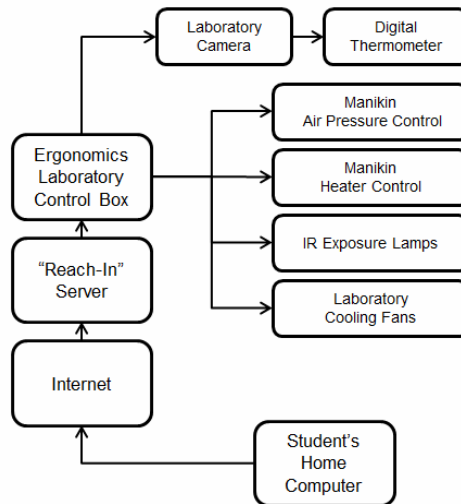 Laboratory
Camera
Digital
Thermometer
Manikin
Air Pressure Control
Ergonomics
Laboratory
Control Box
Manikin
Heater Control
IR Exposure Lamps
“Reach-In”
Server
Laboratory
Cooling Fans
Internet
Student’s
Home
Computer